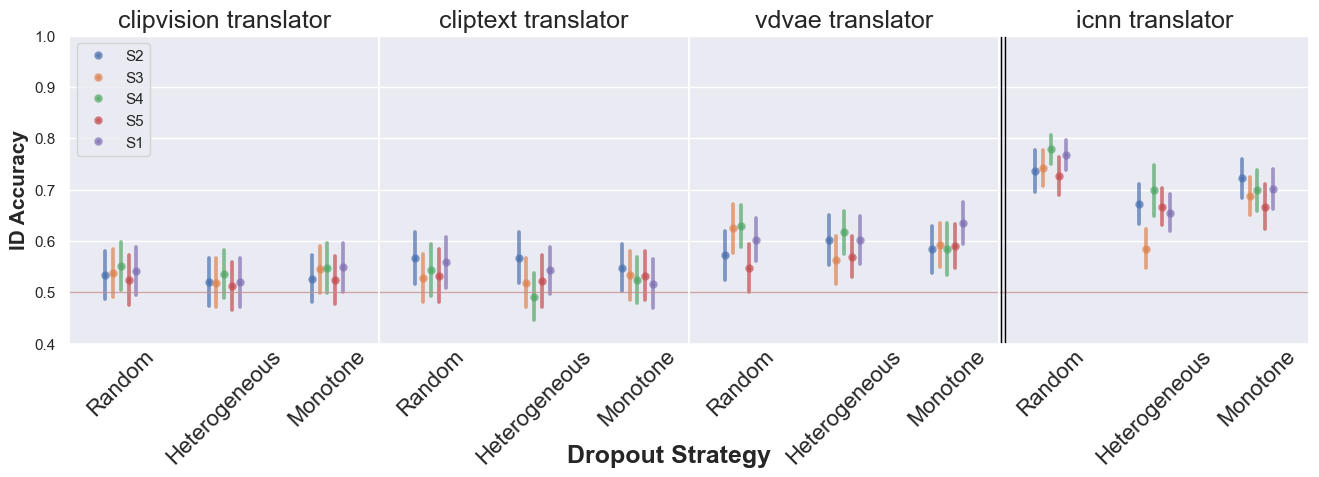 clipvision translator
cliptext translator
vdvae translator
icnn translator
ID Accuracy
1.0
0.9
0.8
0.7
0.6
0.5
0.4
S2
S3
S4
S5
S1
Random
Heterogeneous
Monotone
Random
Heterogeneous
Monotone
Random
Heterogeneous
Monotone
Random
Heterogeneous
Monotone
Dropout Strategy